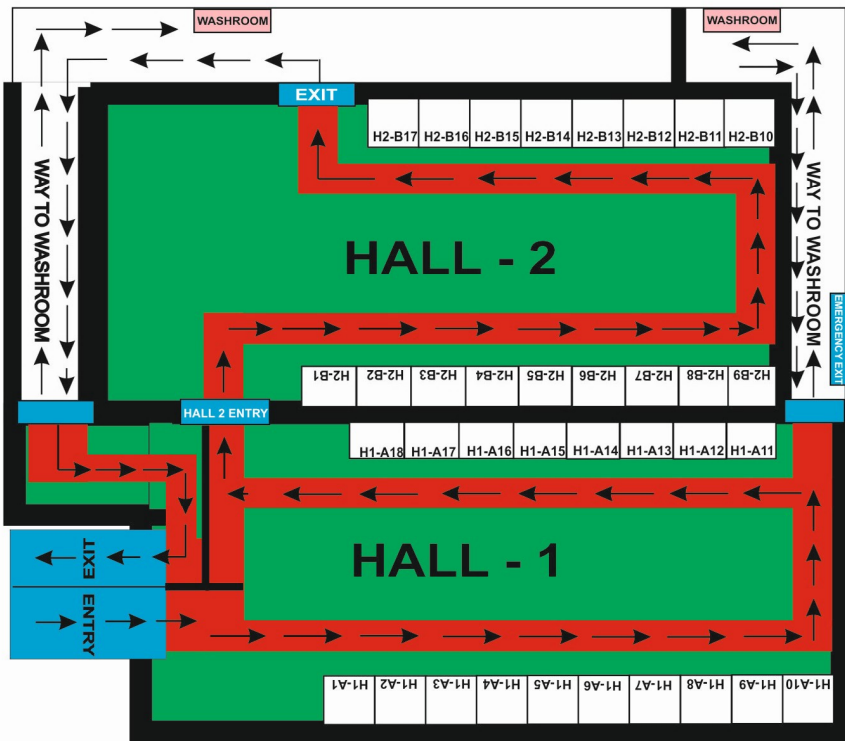 WASHROOM
WASHROOM
EXIT
H2-B17 H2-B16 H2-B15 H2-B14 H2-B13 H2-B12 H2-B11 H2-B10
WAY TO WASHROOM
WAY TO WASHROOM
HALL - 2
EMERGENCY EXIT
H2-B1 H2-B2 H2-B3 H2-B4 H2-B5 H2-B6 H2-B7 H2-B8 H2-B9
HALL 2 ENTRY
H1-A18 H1-A17 H1-A16 H1-A15 H1-A14 H1-A13 H1-A12 H1-A11
EXIT
HALL - 1
ENTRY
H1-A1 H1-A2 H1-A3 H1-A4 H1-A5 H1-A6 H1-A7 H1-A8 H1-A9 H1-A10